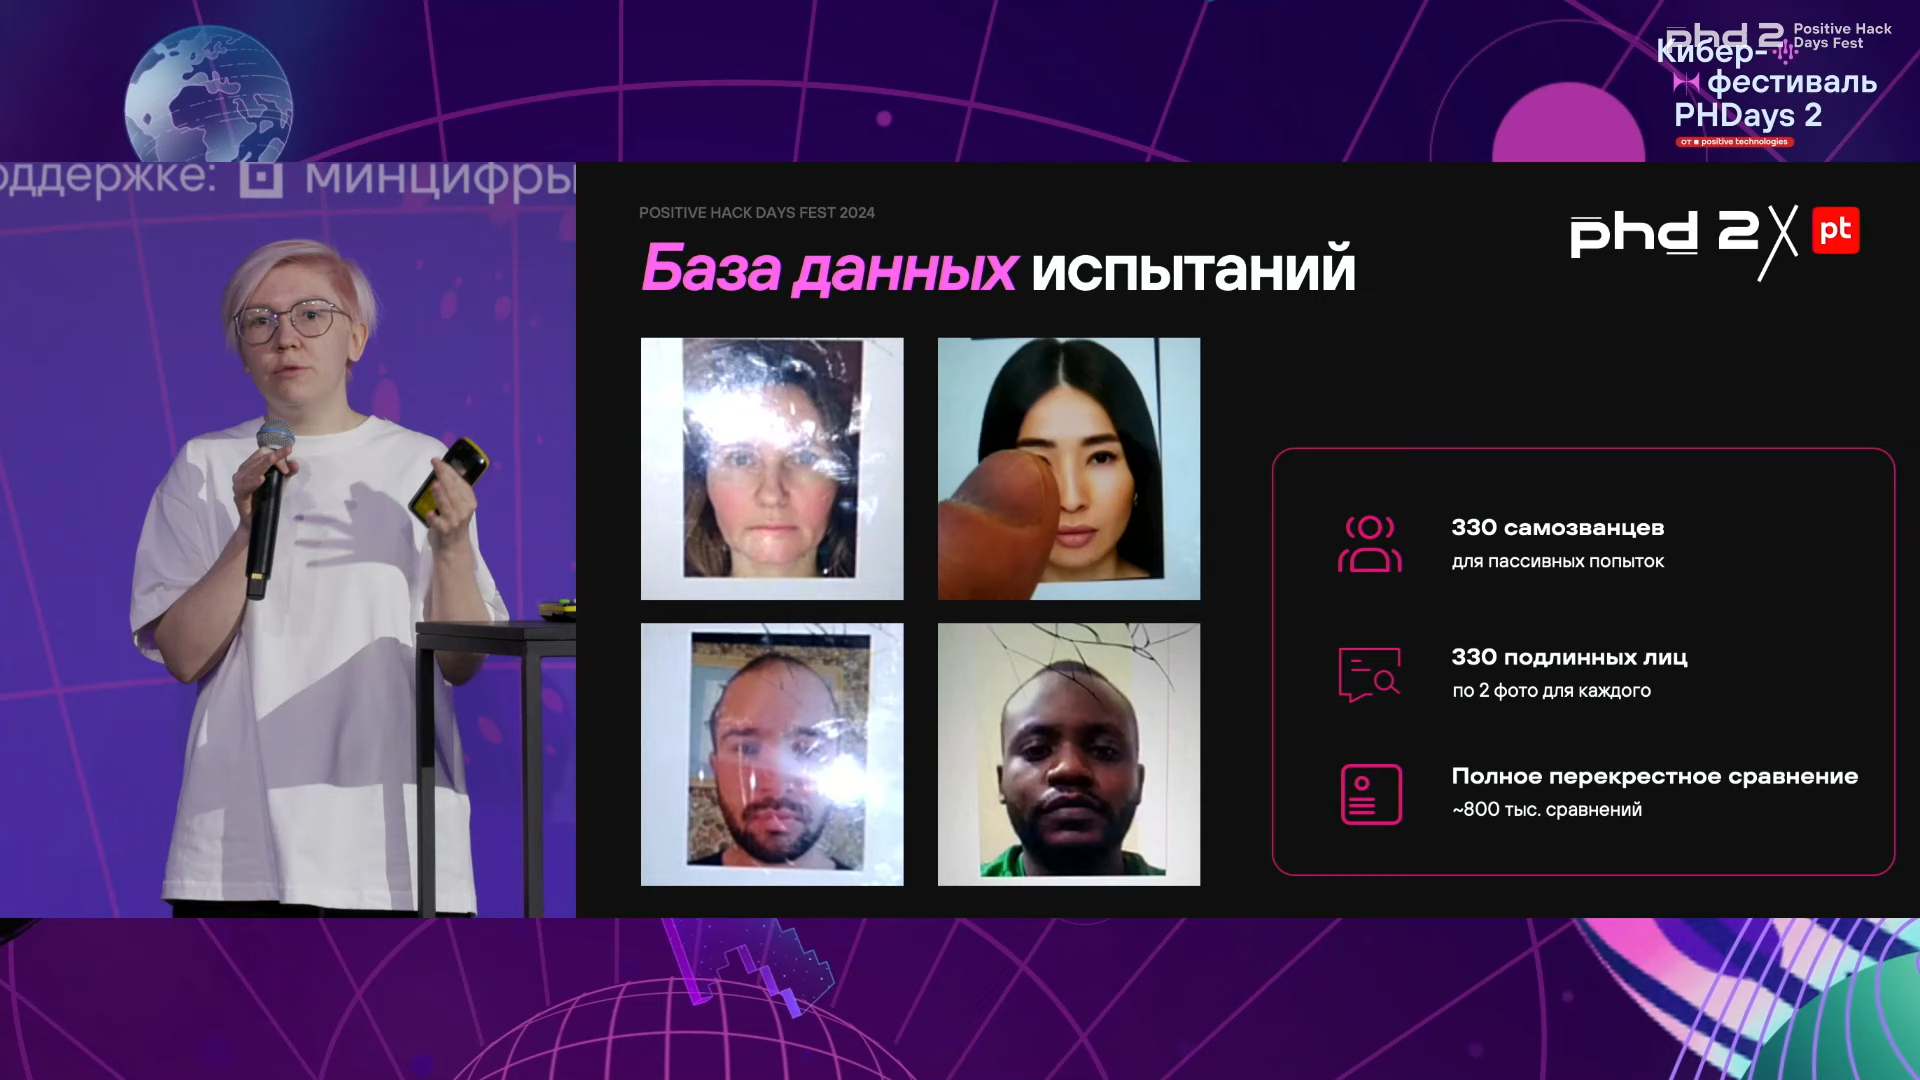 phd 2 Positive Hack
Days Fest
Кибер-
фестиваль
PHDays 2
от positive technologies
оддержке: минцифры
POSITIVE HACK DAYS FEST 2024
phd 2 pt
База данных испытаний
330 самозванцев
для пассивных попыток
330 подлинных лиц
по 2 фото для каждого
Полное перекрестное сравнение
~800 тыс. сравнений